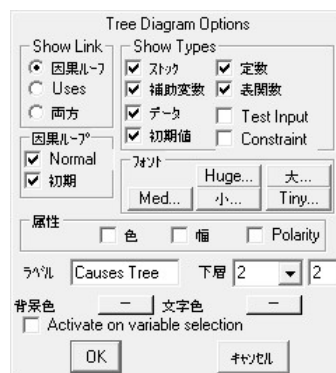 Tree Diagram Options
Show Link
因果ループ
Uses
両方
Show Types
ストック
定数
補助変数
表関数
データ
Test Input
初期値
Constraint
因果ループ
Normal
初期
フォント
Huge...
大...
Med...
小...
Tiny...
属性
色
幅
Polarity
ラベル Causes Tree 下層 2 2
背景色 文字色
Activate on variable selection
OK キャンセル